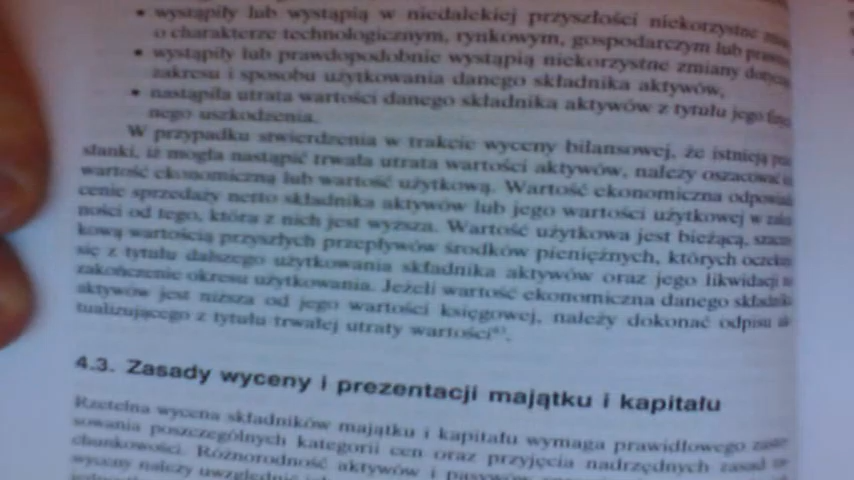 • wystąpiły lub wystąpią w niedalekiej przyszłości niekorzystne
o charakterze technologicznym, rynkowym, gospodarczym lub
• wystąpiły lub prawdopodobnie wystąpią niekorzystne zmiany
zakresu i sposobu użytkowania danego składnika aktywów,
• nastąpiła utrata wartości danego składnika aktywów z tytułu jego
nego uszkodzenia.
W przypadku stwierdzenia w trakcie wyceny bilansowej, że istnieją
słanki, iż mogła nastąpić trwała utrata wartości aktywów, należy oszacować
wartość ekonomiczną lub wartość użytkową. Wartość ekonomiczna
cenie sprzedaży netto składnika aktywów lub jego wartości użytkowej w
ności od tego, która z nich jest wyższa. Wartość użytkowa jest bieżącą,
kową wartością przyszłych przepływów środków pieniężnych, których
się z tytułu dalszego użytkowania składnika aktywów oraz jego likwidacji
zakończenie okresu użytkowania. Jeżeli wartość ekonomiczna danego
aktywów jest niższa od jego wartości księgowej, należy dokonać odpisu
tualizującego z tytułu trwałej utraty wartości
4.3. Zasady wyceny i prezentacji majątku i kapitału
Rzetelna wycena składników majątku i kapitału wymaga prawidłowego
sowania poszczególnych kategorii cen oraz przyjęcia nadrzędnych zasad
chunkowości. Różnorodność aktywów i pasywów
wyceny należy uwzględnić